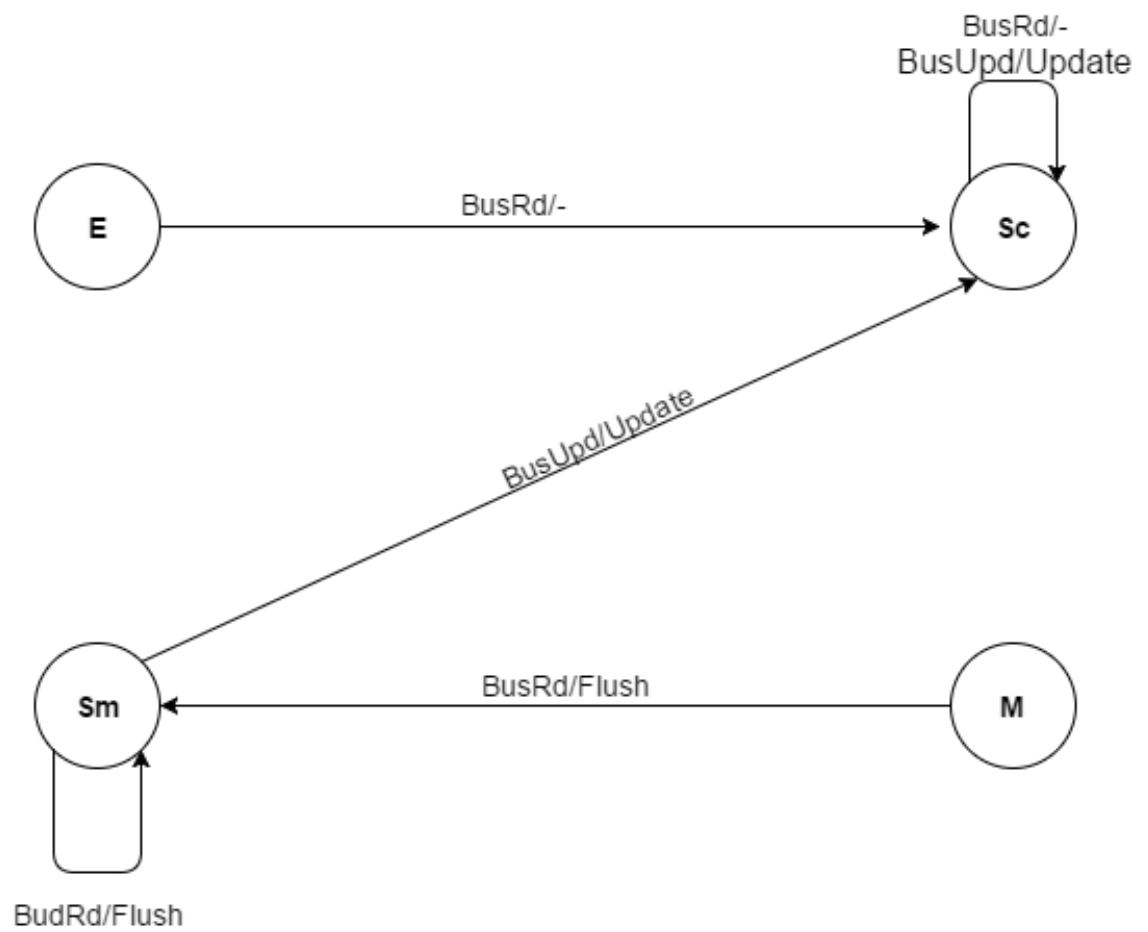 BusRd/-
BusUpd/Update
E
BusRd/-
Sc
BusUpd/Update
Sm
BusRd/Flush
M
BudRd/Flush